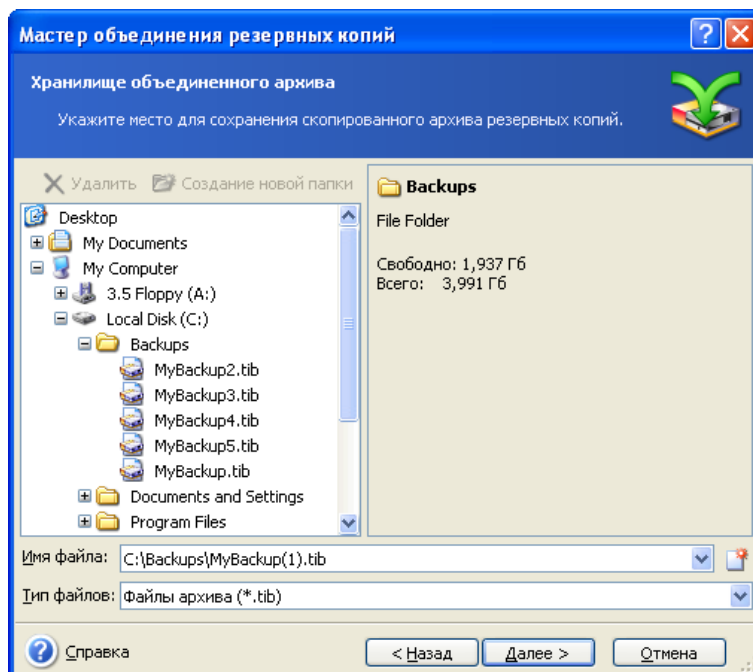 Мастер объединения резервных копий
Хранилище объединенного архива
Укажите место для сохранения скопированного архива резервных копий.
Удалить Создание новой папки
Desktop
My Documents
My Computer
3.5 Floppy (A:)
Local Disk (C:)
Backups
MyBackup2.tib
MyBackup3.tib
MyBackup4.tib
MyBackup5.tib
MyBackup.tib
Documents and Settings
Program Files
Backups
File Folder
Свободно: 1,937 Гб
Всего: 3,991 Гб
Имя файла: C:\Backups\MyBackup(1).tib
Тип файлов: Файлы архива (*.tib)
Справка < Назад Далее > Отмена